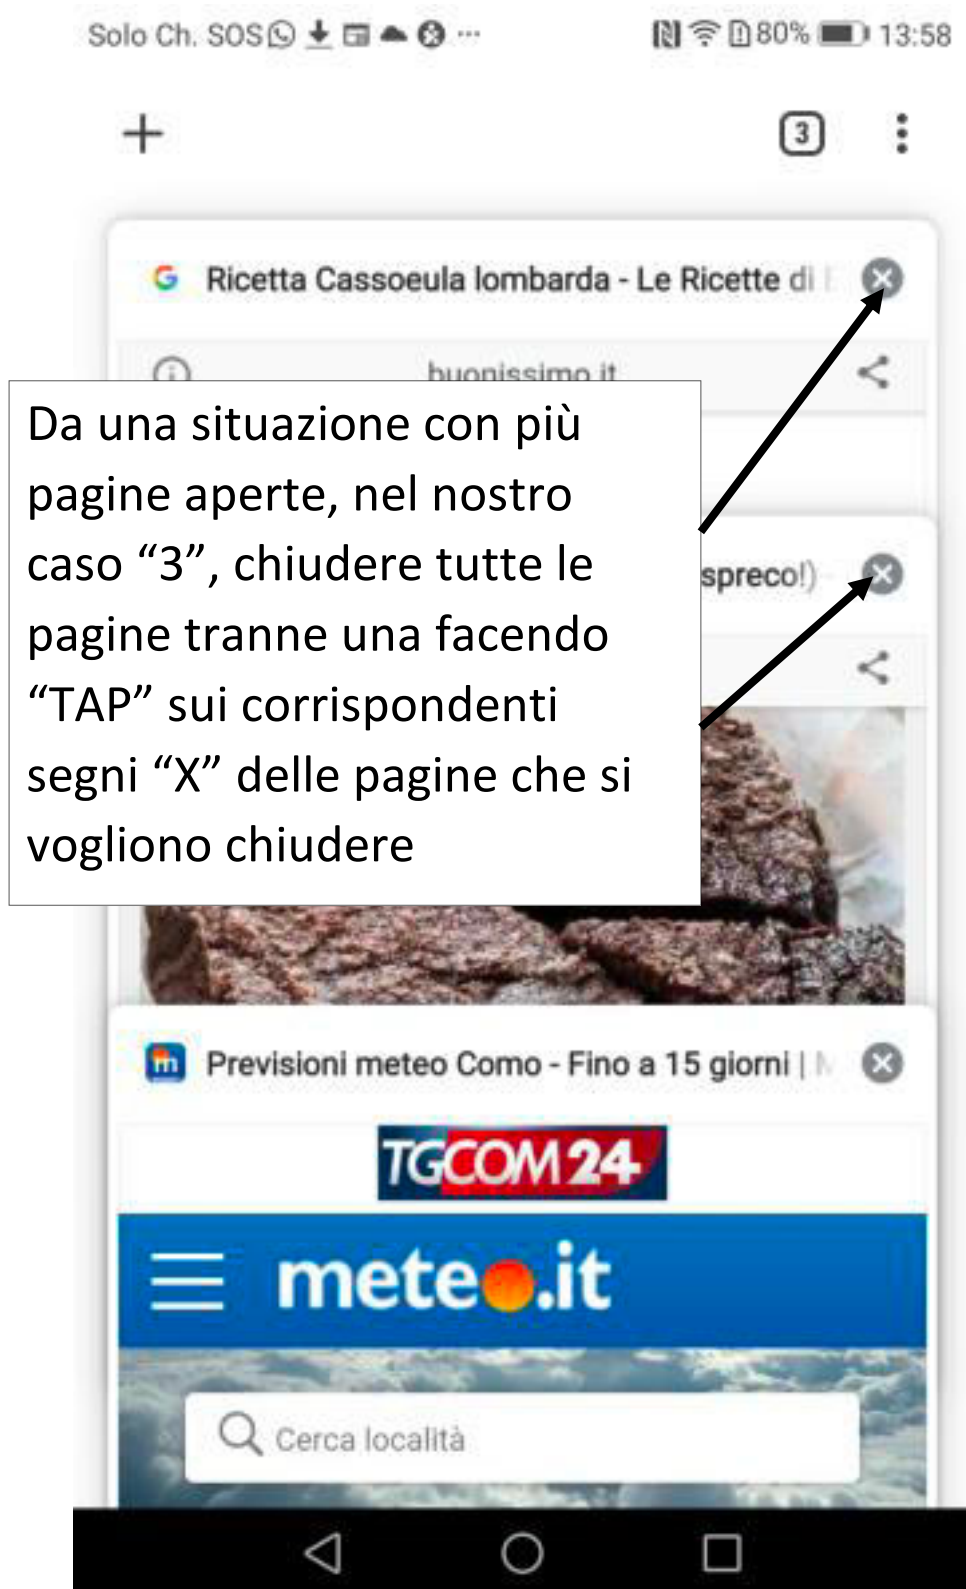 Solo Ch. SOS 80% 13:58
3
Ricetta Cassoeula lombarda - Le Ricette di
buonissimo.it
Da una situazione con più
pagine aperte, nel nostro
caso “3”, chiudere tutte le
pagine tranne una facendo
“TAP” sui corrispondenti
segni “X” delle pagine che si
vogliono chiudere
spreco!)
Previsioni meteo Como - Fino a 15 giorni |
TGCOM24
meteo.it
Cerca località